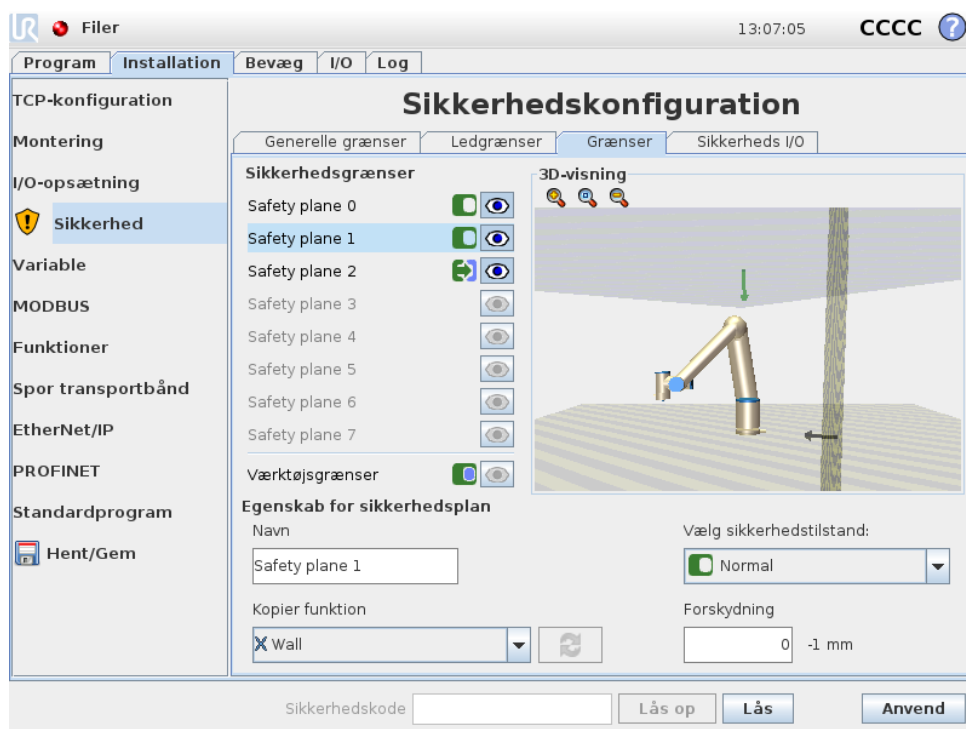 UR Filer 13:07:05 CCCC ?
Program Installation Bevæg I/O Log
TCP-konfiguration
Montering
I/O-opsætning
Sikkerhed
Variable
MODBUS
Funktioner
Spor transportbånd
EtherNet/IP
PROFINET
Standardprogram
Hent/Gem
Sikkerhedskonfiguration
Generelle grænser Ledgrænser Grænser Sikkerheds I/O
Sikkerhedsgrænser
Safety plane 0
Safety plane 1
Safety plane 2
Safety plane 3
Safety plane 4
Safety plane 5
Safety plane 6
Safety plane 7
Værktøjsgrænser
3D-visning
Egenskab for sikkerhedsplan
Navn
Safety plane 1
Kopier funktion
Wall
Vælg sikkerhedstilstand:
Normal
Forskydning
0 -1 mm
Sikkerhedskode Lås op Lås Anvend